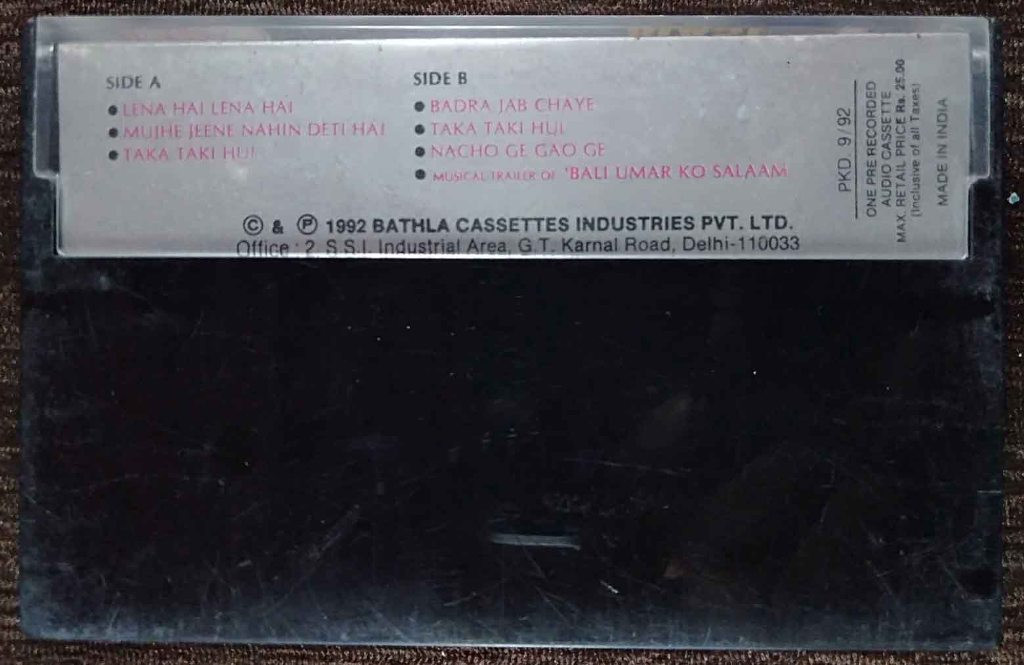 SIDE A
• LENA HAI LENA HAI
• MUJHE JEENE NAHIN DETI HAI
• TAKA TAKI HUI
SIDE B
• BADRA JAB CHAYE
• TAKA TAKI HUI
• NACHO GE GAO GE
• MUSICAL TRAILER OF 'BALI UMAR KO SALAAM
© & ℗ 1992 BATHLA CASSETTES INDUSTRIES PVT. LTD.
Office : 2, S.S.I. Industrial Area, G.T. Karnal Road, Delhi-110033
PKD. 9/92
ONE PRE RECORDED
AUDIO CASSETTE
MAX. RETAIL PRICE Rs. 25.00
(Inclusive of all Taxes)
MADE IN INDIA